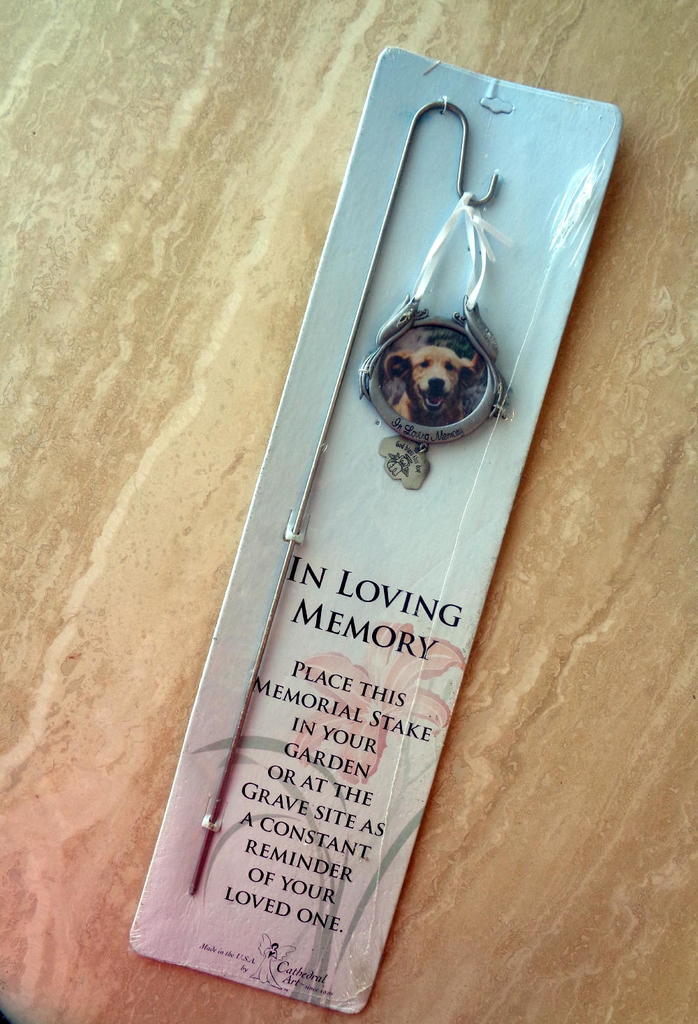 In Loving Memory
IN LOVING
MEMORY
PLACE THIS
MEMORIAL STAKE
IN YOUR
GARDEN
OR AT THE
GRAVE SITE AS
A CONSTANT
REMINDER
OF YOUR
LOVED ONE.
Made in the U.S.A.
by
Cathedral
Art